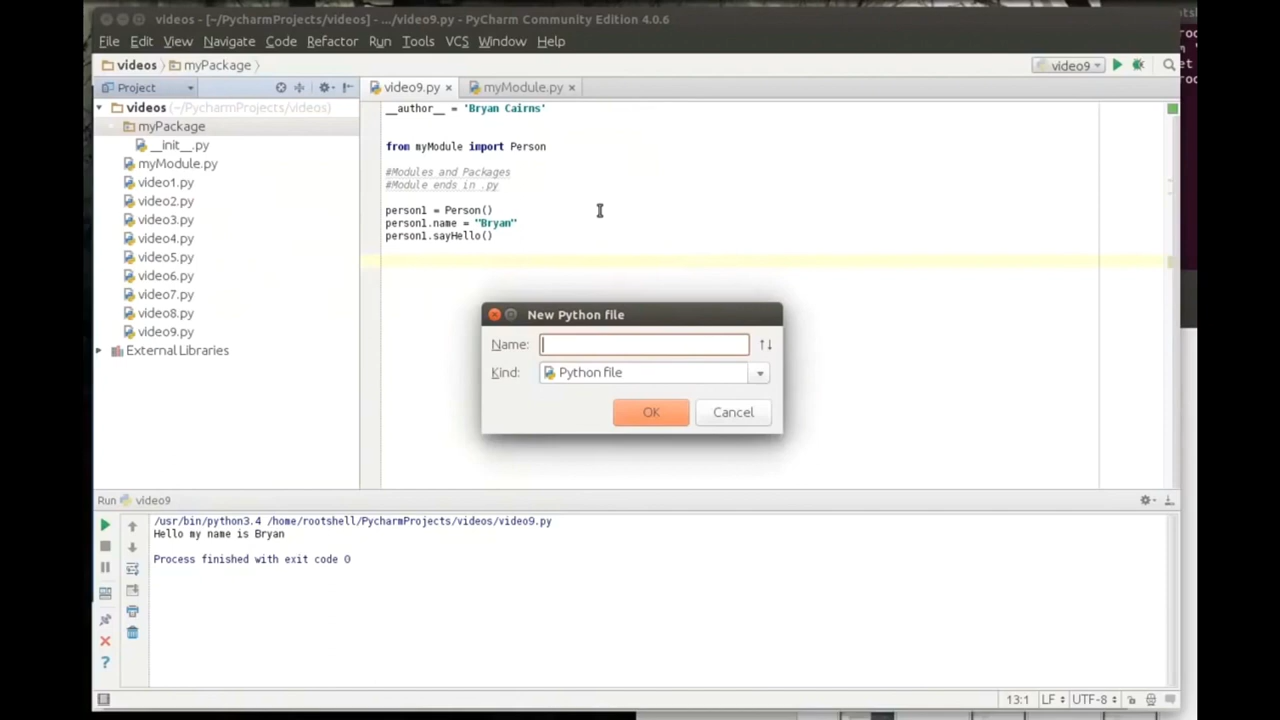 videos - [~/PycharmProjects/videos] - .../video9.py - PyCharm Community Edition 4.0.6
File Edit View Navigate Code Refactor Run Tools VCS Window Help
videos myPackage
video9
Project
video9.py
myModule.py
videos (~/PycharmProjects/videos)
myPackage
__init__.py
myModule.py
video1.py
video2.py
video3.py
video4.py
video5.py
video6.py
video7.py
video8.py
video9.py
External Libraries
__author__ = 'Bryan Cairns'
from myModule import Person
#Modules and Packages
#Module ends in .py
person1 = Person()
person1.name = "Bryan"
person1.sayHello()
New Python file
Name:
Kind: Python file
OK Cancel
Run video9
/usr/bin/python3.4 /home/rootshell/PycharmProjects/videos/video9.py
Hello my name is Bryan
Process finished with exit code 0
13:1 LF UTF-8